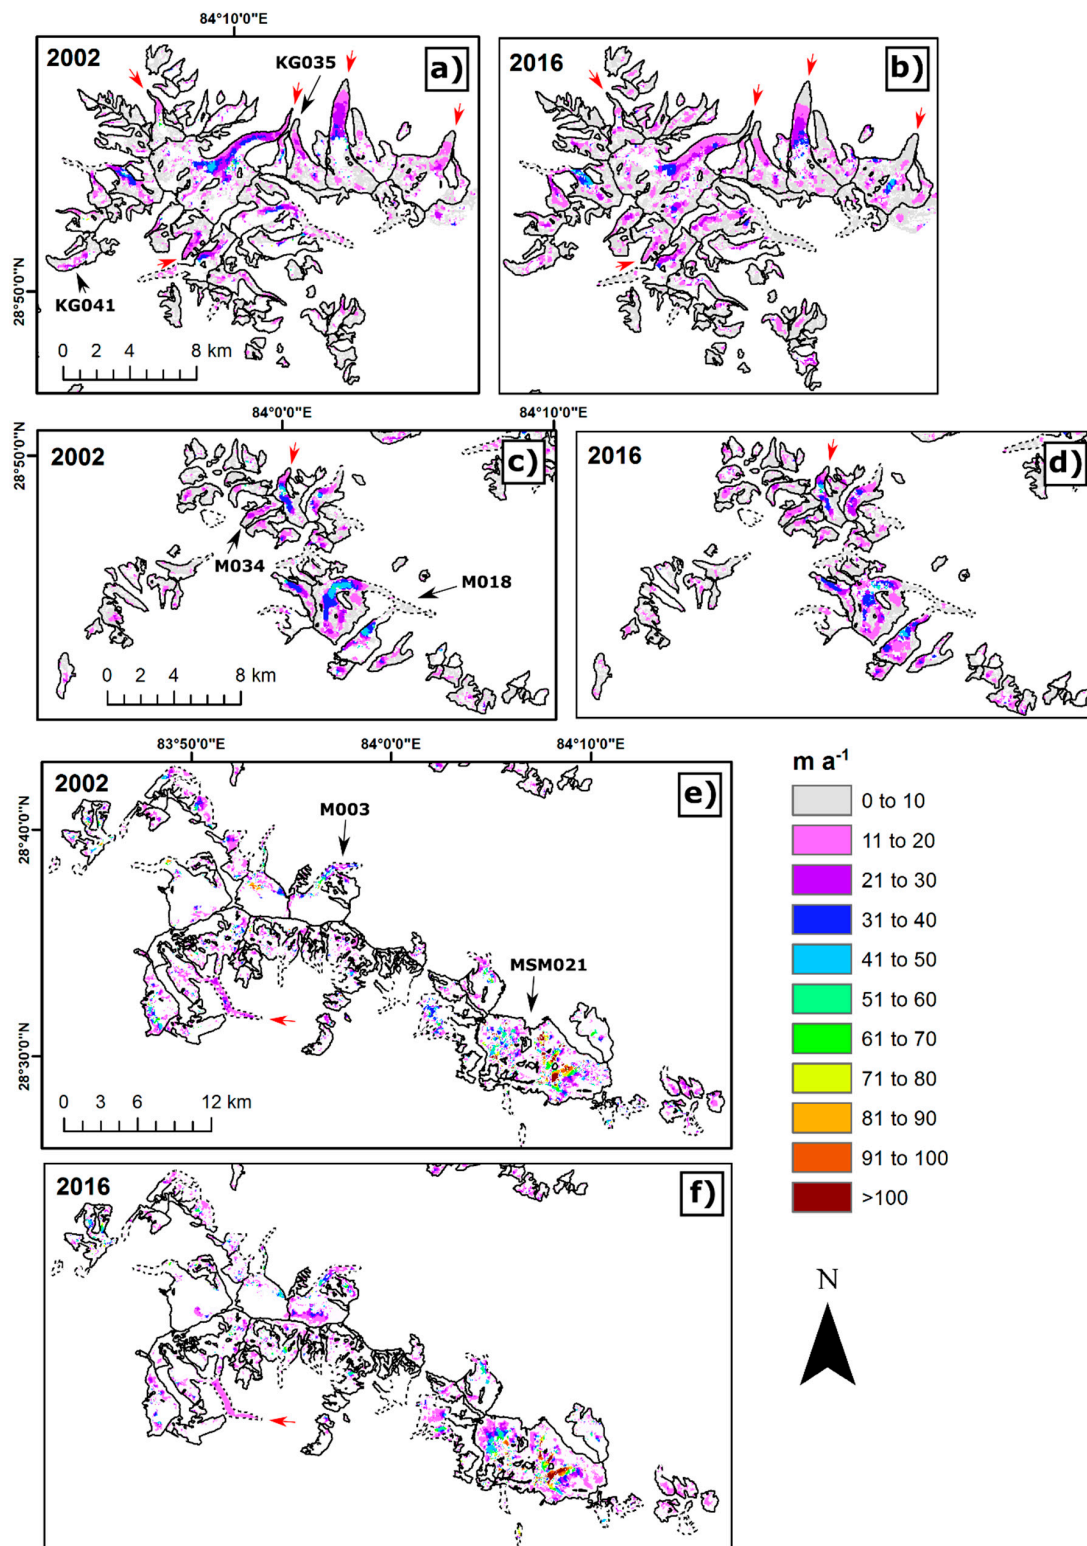 84°10'0"E
2002
KG035
a)
KG041
28°50'0"N
0 2 4 8 km
2016
b)
84°0'0"E
84°10'0"E
28°50'0"N
2002
c)
M034
M018
0 2 4 8 km
2016
d)
83°50'0"E
84°0'0"E
84°10'0"E
2002
e)
28°40'0"N
M003
MSM021
28°30'0"N
0 3 6 12 km
2016
f)
m a⁻¹
0 to 10
11 to 20
21 to 30
31 to 40
41 to 50
51 to 60
61 to 70
71 to 80
81 to 90
91 to 100
>100
N